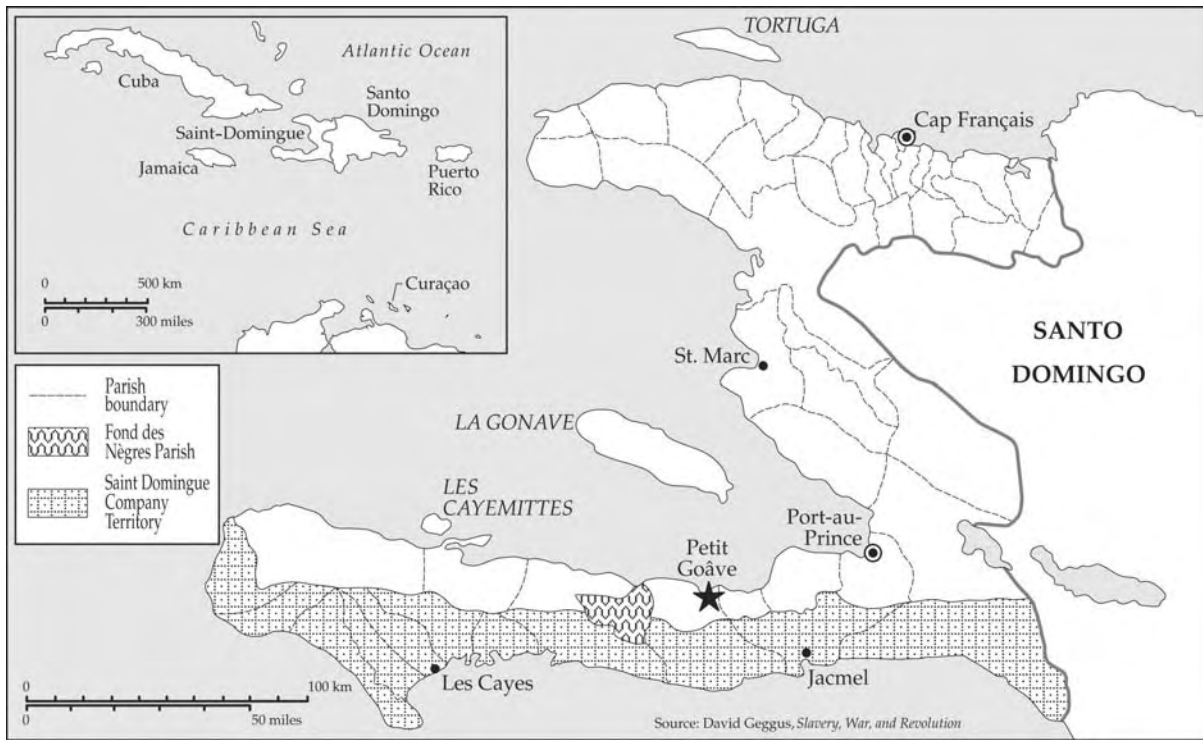 Atlantic Ocean
Cuba
Santo
Domingo
Saint-Domingue
Jamaica
Puerto
Rico
Caribbean Sea
0
500 km
0
300 miles
Curaçao
Parish
boundary
Fond des
Nègres Parish
Saint Domingue
Company
Territory
TORTUGA
Cap Français
SANTO
DOMINGO
St. Marc
LA GONAVE
LES
CAYEMITTES
Port-au-
Prince
Petit
Goâve
Les Cayes
Jacmel
0
100 km
0
50 miles
Source: David Geggus, Slavery, War, and Revolution